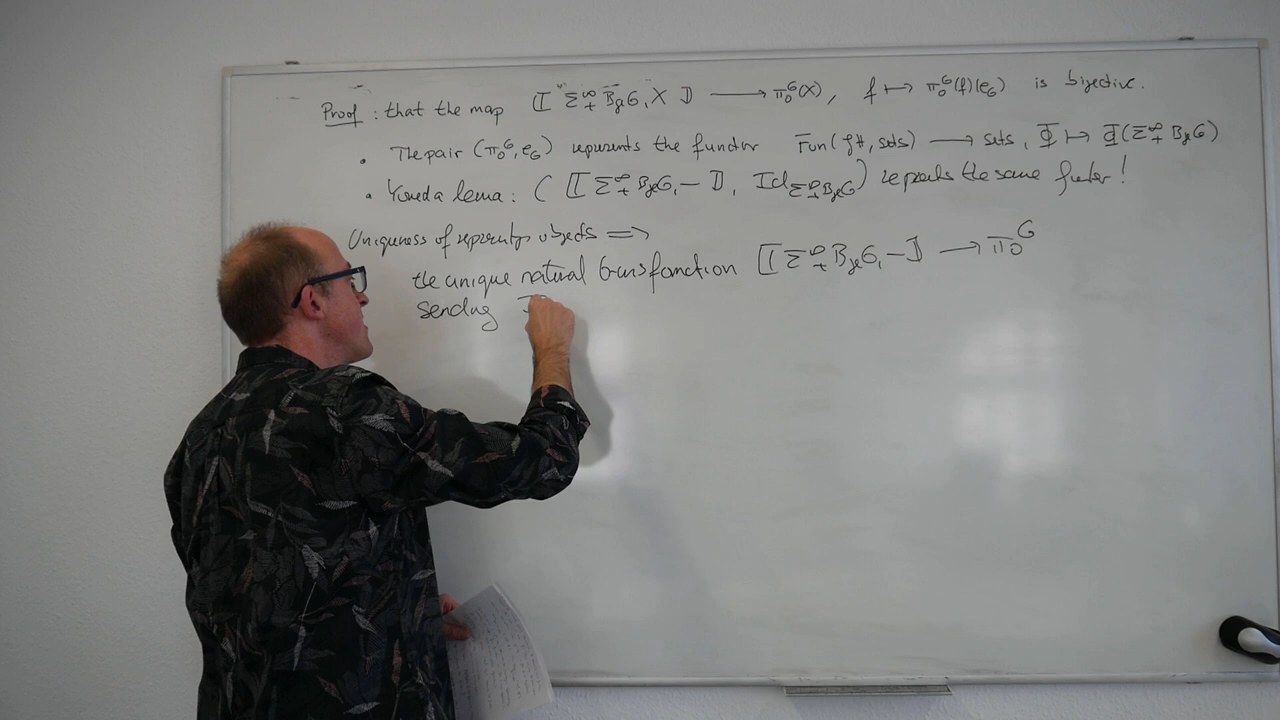 Proof : that the map ⟦ Σ^∞_+ B_gl G, X ⟧ ⟶ π_0^G(X), f ↦ π_0^G(f)(e_G) is bijective.
• The pair (π_0^G, e_G) represents the functor Fun(GH, sets) ⟶ sets, Φ ↦ Φ(Σ^∞_+ B_gl G)
• Yoneda lema : ( ⟦ Σ^∞_+ B_gl G, – ⟧, Id_{Σ^∞_+ B_gl G} ) represents the same functor !
Uniqueness of representing objects ⟹
the unique natural transformation ⟦ Σ^∞_+ B_gl G, – ⟧ ⟶ π_0^G
sending